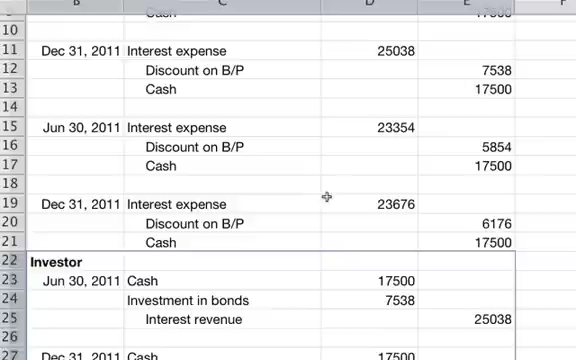 B C D E F
9 Cash 17500
10
11 Dec 31, 2011 Interest expense 25038
12 Discount on B/P 7538
13 Cash 17500
14
15 Jun 30, 2011 Interest expense 23354
16 Discount on B/P 5854
17 Cash 17500
18
19 Dec 31, 2011 Interest expense 23676
20 Discount on B/P 6176
21 Cash 17500
22 Investor
23 Jun 30, 2011 Cash 17500
24 Investment in bonds 7538
25 Interest revenue 25038
26
27 Dec 31, 2011 Cash 17500